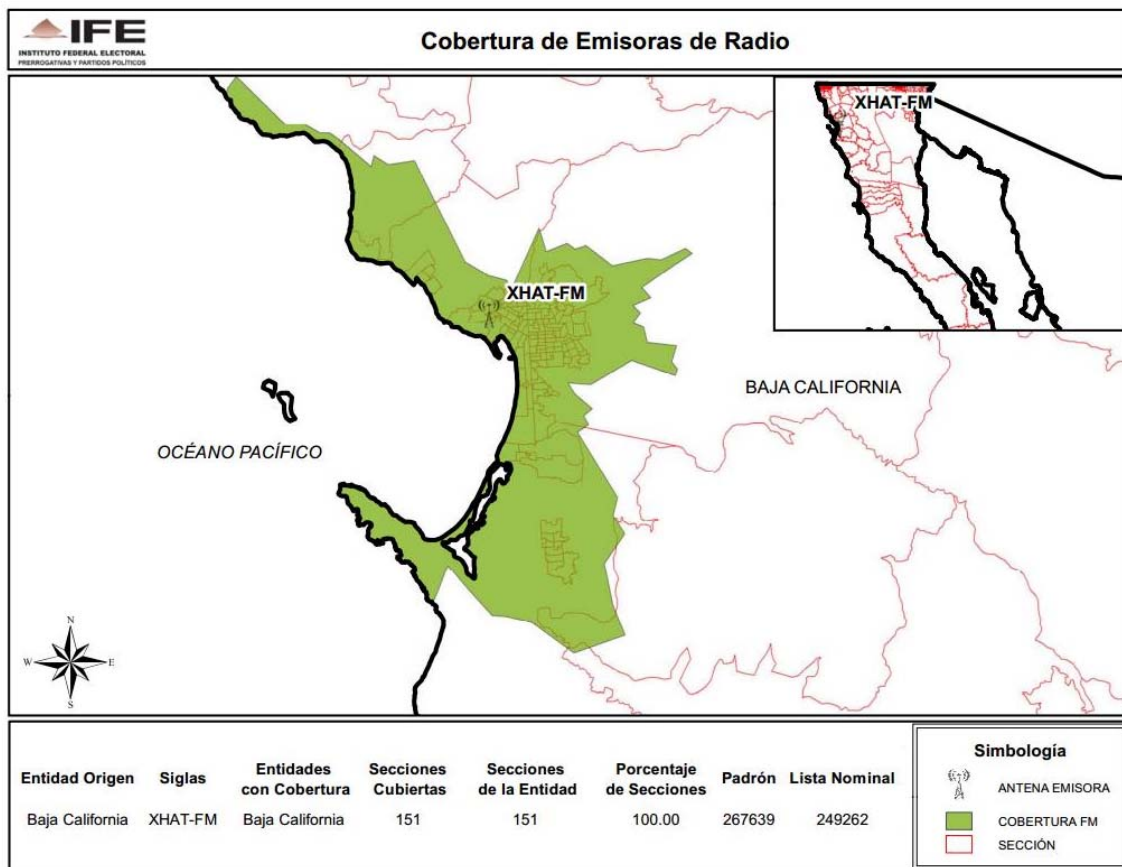 IFE
INSTITUTO FEDERAL ELECTORAL
PRERROGATIVAS Y PARTIDOS POLÍTICOS
Cobertura de Emisoras de Radio
XHAT-FM
XHAT-FM
BAJA CALIFORNIA
OCÉANO PACÍFICO
N
W E
S
Entidad Origen Siglas Entidades con Cobertura Secciones Cubiertas Secciones de la Entidad Porcentaje de Secciones Padrón Lista Nominal
Baja California XHAT-FM Baja California 151 151 100.00 267639 249262
Simbología
ANTENA EMISORA
COBERTURA FM
SECCIÓN